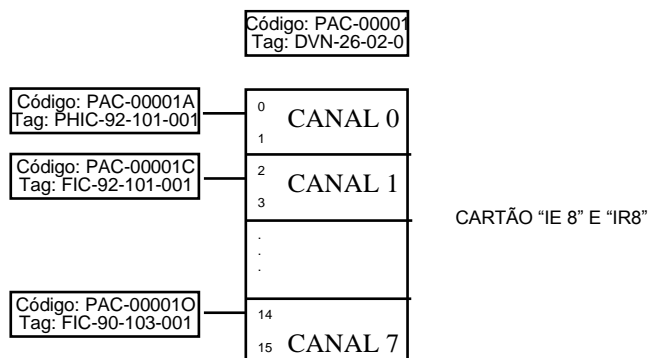 Código: PAC-00001
Tag: DVN-26-02-0
Código: PAC-00001A
Tag: PHIC-92-101-001
0
CANAL 0
1
Código: PAC-00001C
Tag: FIC-92-101-001
2
CANAL 1
3
CARTÃO “IE 8” E “IR8”
.
.
.
Código: PAC-00001O
Tag: FIC-90-103-001
14
15 CANAL 7